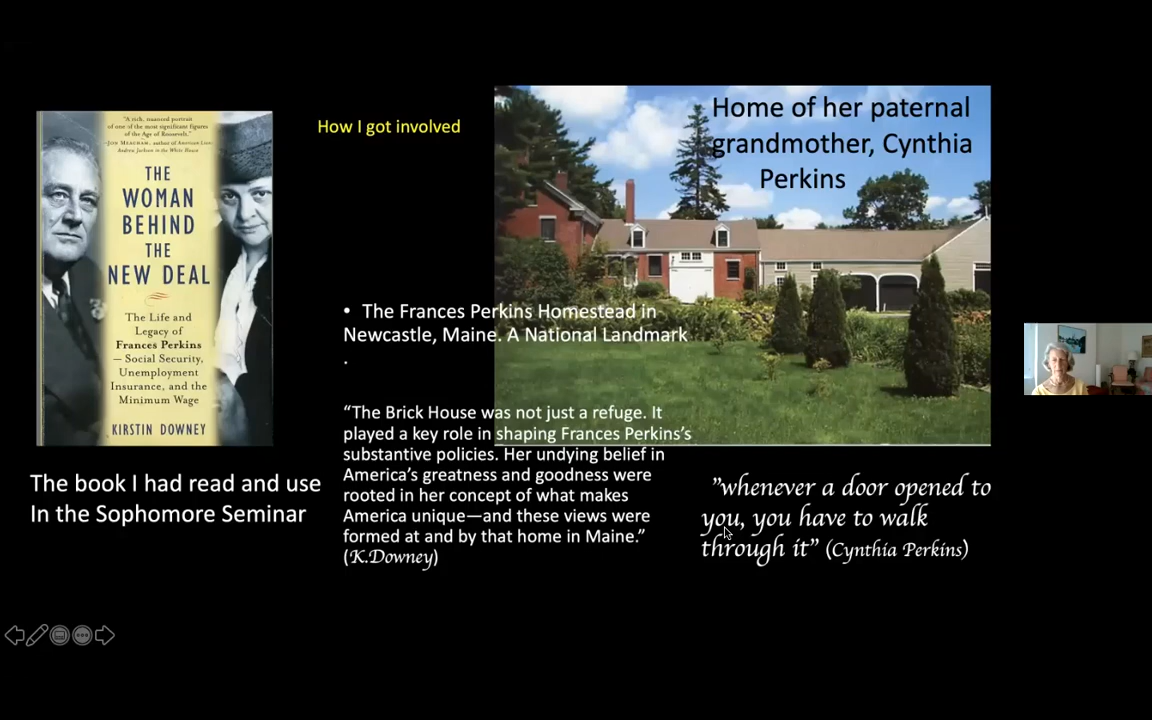 "A rich, nuanced portrait
of one of the most significant figures
of the Age of Roosevelt."
—JON MEACHAM, author of American Lion:
Andrew Jackson in the White House
THE
WOMAN
BEHIND
THE
NEW DEAL
The Life and
Legacy of
Frances Perkins
— Social Security,
Unemployment
Insurance, and the
Minimum Wage
KIRSTIN DOWNEY
The book I had read and use
In the Sophomore Seminar
How I got involved
• The Frances Perkins Homestead in
Newcastle, Maine. A National Landmark
.
“The Brick House was not just a refuge. It
played a key role in shaping Frances Perkins’s
substantive policies. Her undying belief in
America’s greatness and goodness were
rooted in her concept of what makes
America unique—and these views were
formed at and by that home in Maine.”
(K.Downey)
Home of her paternal
grandmother, Cynthia
Perkins
”whenever a door opened to
you, you have to walk
through it” (Cynthia Perkins)